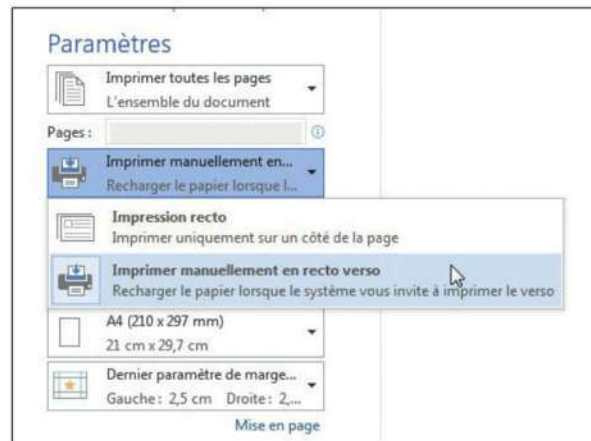 Paramètres
Imprimer toutes les pages
L'ensemble du document
Pages :
Imprimer manuellement en...
Recharger le papier lorsque l...
Impression recto
Imprimer uniquement sur un côté de la page
Imprimer manuellement en recto verso
Recharger le papier lorsque le système vous invite à imprimer le verso
A4 (210 x 297 mm)
21 cm x 29,7 cm
Dernier paramètre de marge...
Gauche : 2,5 cm Droite : 2,...
Mise en page